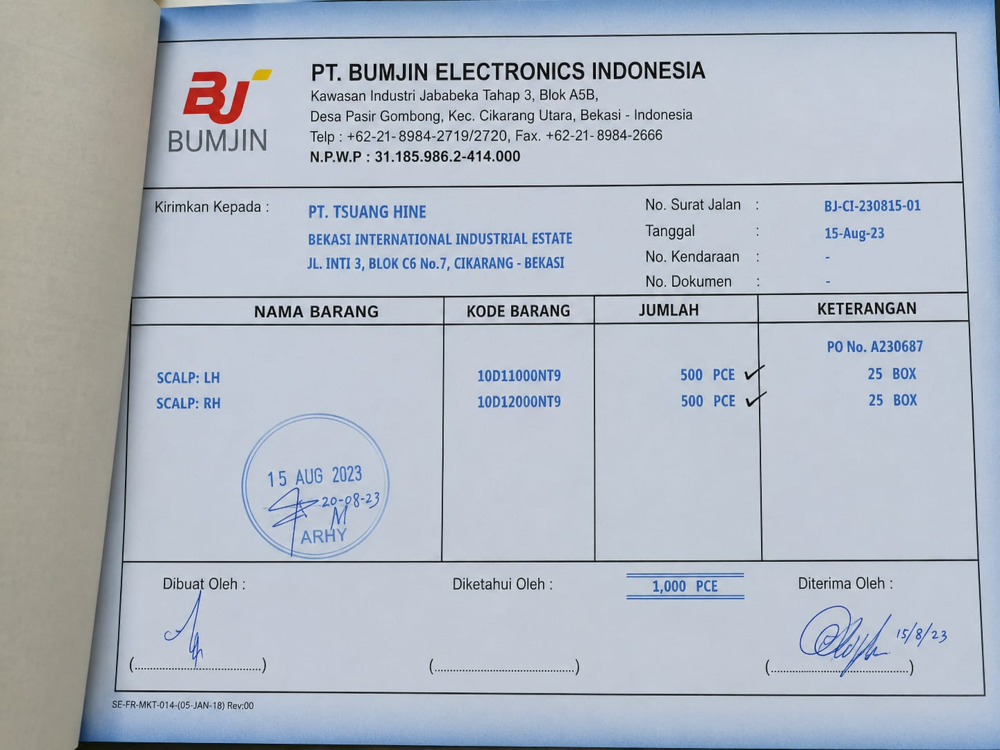 BJ
BUMJIN
PT. BUMJIN ELECTRONICS INDONESIA
Kawasan Industri Jababeka Tahap 3, Blok A5B,
Desa Pasir Gombong, Kec. Cikarang Utara, Bekasi - Indonesia
Telp : +62-21-8984-2719/2720, Fax. +62-21-8984-2666
N.P.W.P : 31.185.986.2-414.000
Kirimkan Kepada :
PT. TSUANG HINE
BEKASI INTERNATIONAL INDUSTRIAL ESTATE
JL. INTI 3, BLOK C6 No.7, CIKARANG - BEKASI
No. Surat Jalan : BJ-CI-230815-01
Tanggal : 15-Aug-23
No. Kendaraan : -
No. Dokumen : -
NAMA BARANG KODE BARANG JUMLAH KETERANGAN
PO No. A230687
SCALP: LH 10D11000NT9 500 PCE ✓ 25 BOX
SCALP: RH 10D12000NT9 500 PCE ✓ 25 BOX
15 AUG 2023
20-08-23
M
ARHY
Dibuat Oleh : Diketahui Oleh : 1,000 PCE Diterima Oleh :
15/8/23
(....................................) (....................................) (....................................)
SE-FR-MKT-014-(05-JAN-18) Rev:00